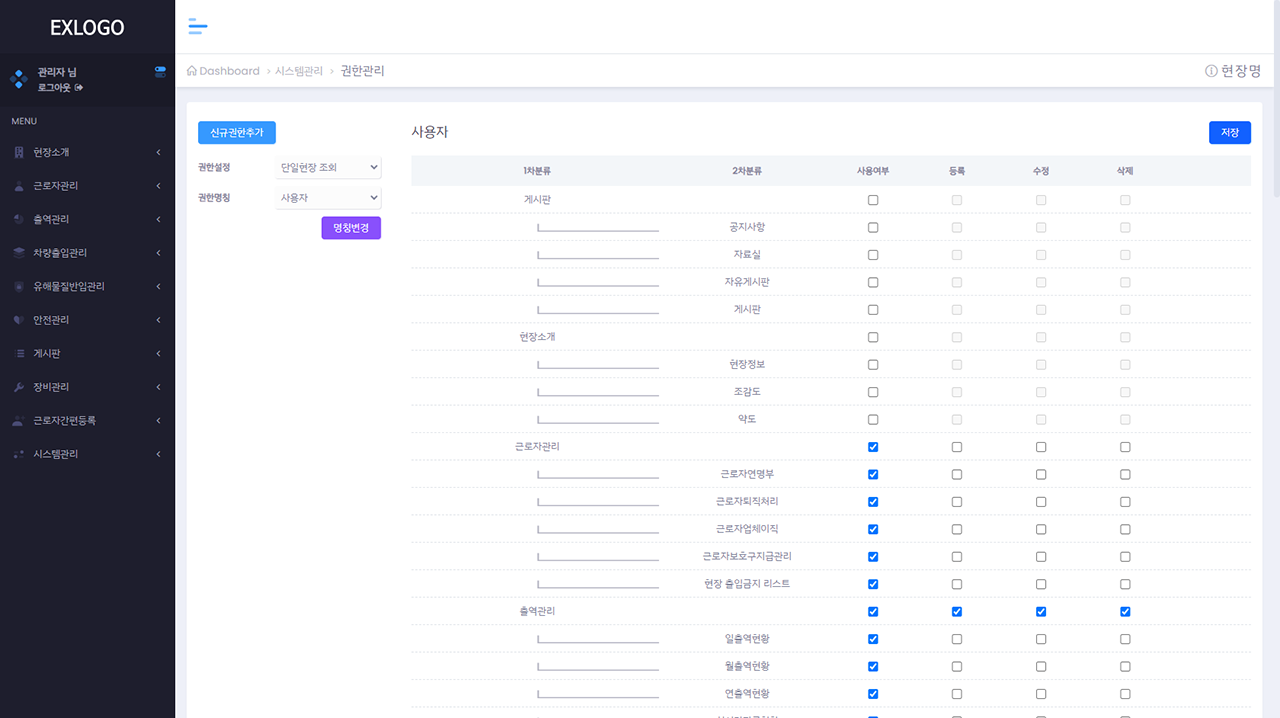 EXLOGO
관리자 님
로그아웃
MENU
현장소개
근로자관리
출역관리
차량출입관리
유해물질반입관리
안전관리
게시판
장비관리
근로자간편등록
시스템관리
Dashboard > 시스템관리 > 권한관리
현장명
신규권한추가
권한설정 단일현장 조회
권한명칭 사용자
명칭변경
사용자
저장
1차분류 2차분류 사용여부 등록 수정 삭제
게시판
공지사항
자료실
자유게시판
게시판
현장소개
현장정보
조감도
약도
근로자관리
근로자연명부
근로자퇴직처리
근로자업체이직
근로자보호구지급관리
현장 출입금지 리스트
출역관리
일출역현황
월출역현황
연출역현황